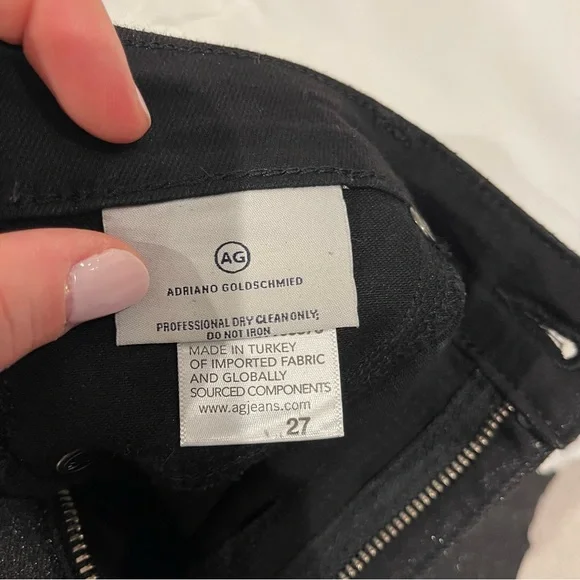 AG
ADRIANO GOLDSCHMIED
PROFESSIONAL DRY CLEAN ONLY;
DO NOT IRON
MADE IN TURKEY
OF IMPORTED FABRIC
AND GLOBALLY
SOURCED COMPONENTS
www.agjeans.com
27